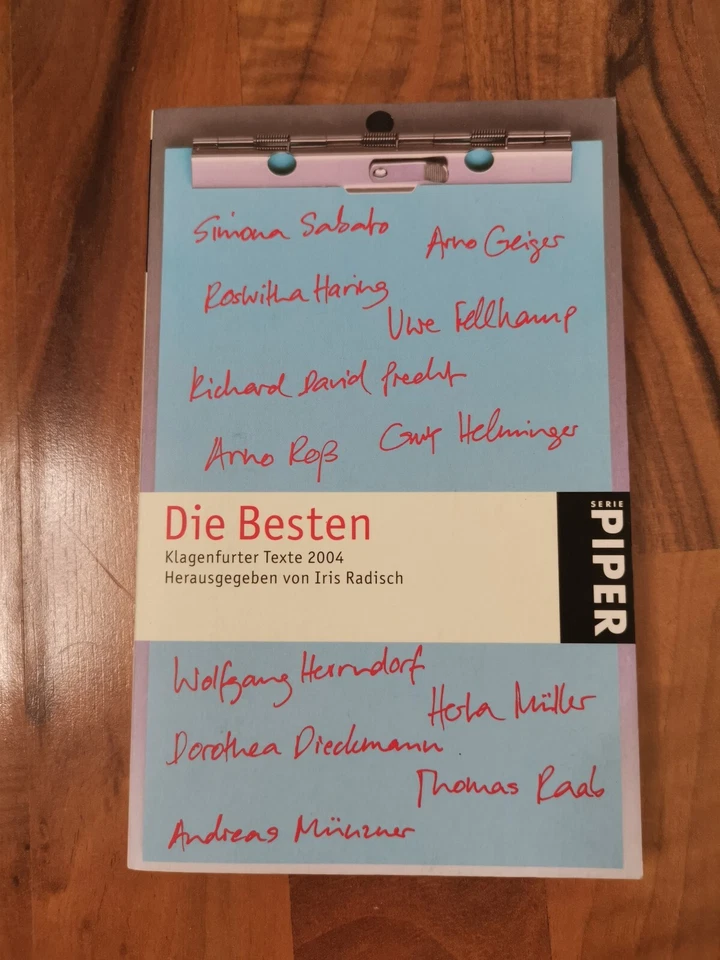 Simona Sabato
Arno Geiger
Roswitha Haring
Uwe Tellkamp
Richard David Precht
Guy Helminger
Arno Roß
Die Besten
Klagenfurter Texte 2004
Herausgegeben von Iris Radisch
SERIE
PIPER
Wolfgang Herrndorf
Herta Müller
Dorothea Dieckmann
Thomas Raab
Andreas Münzner